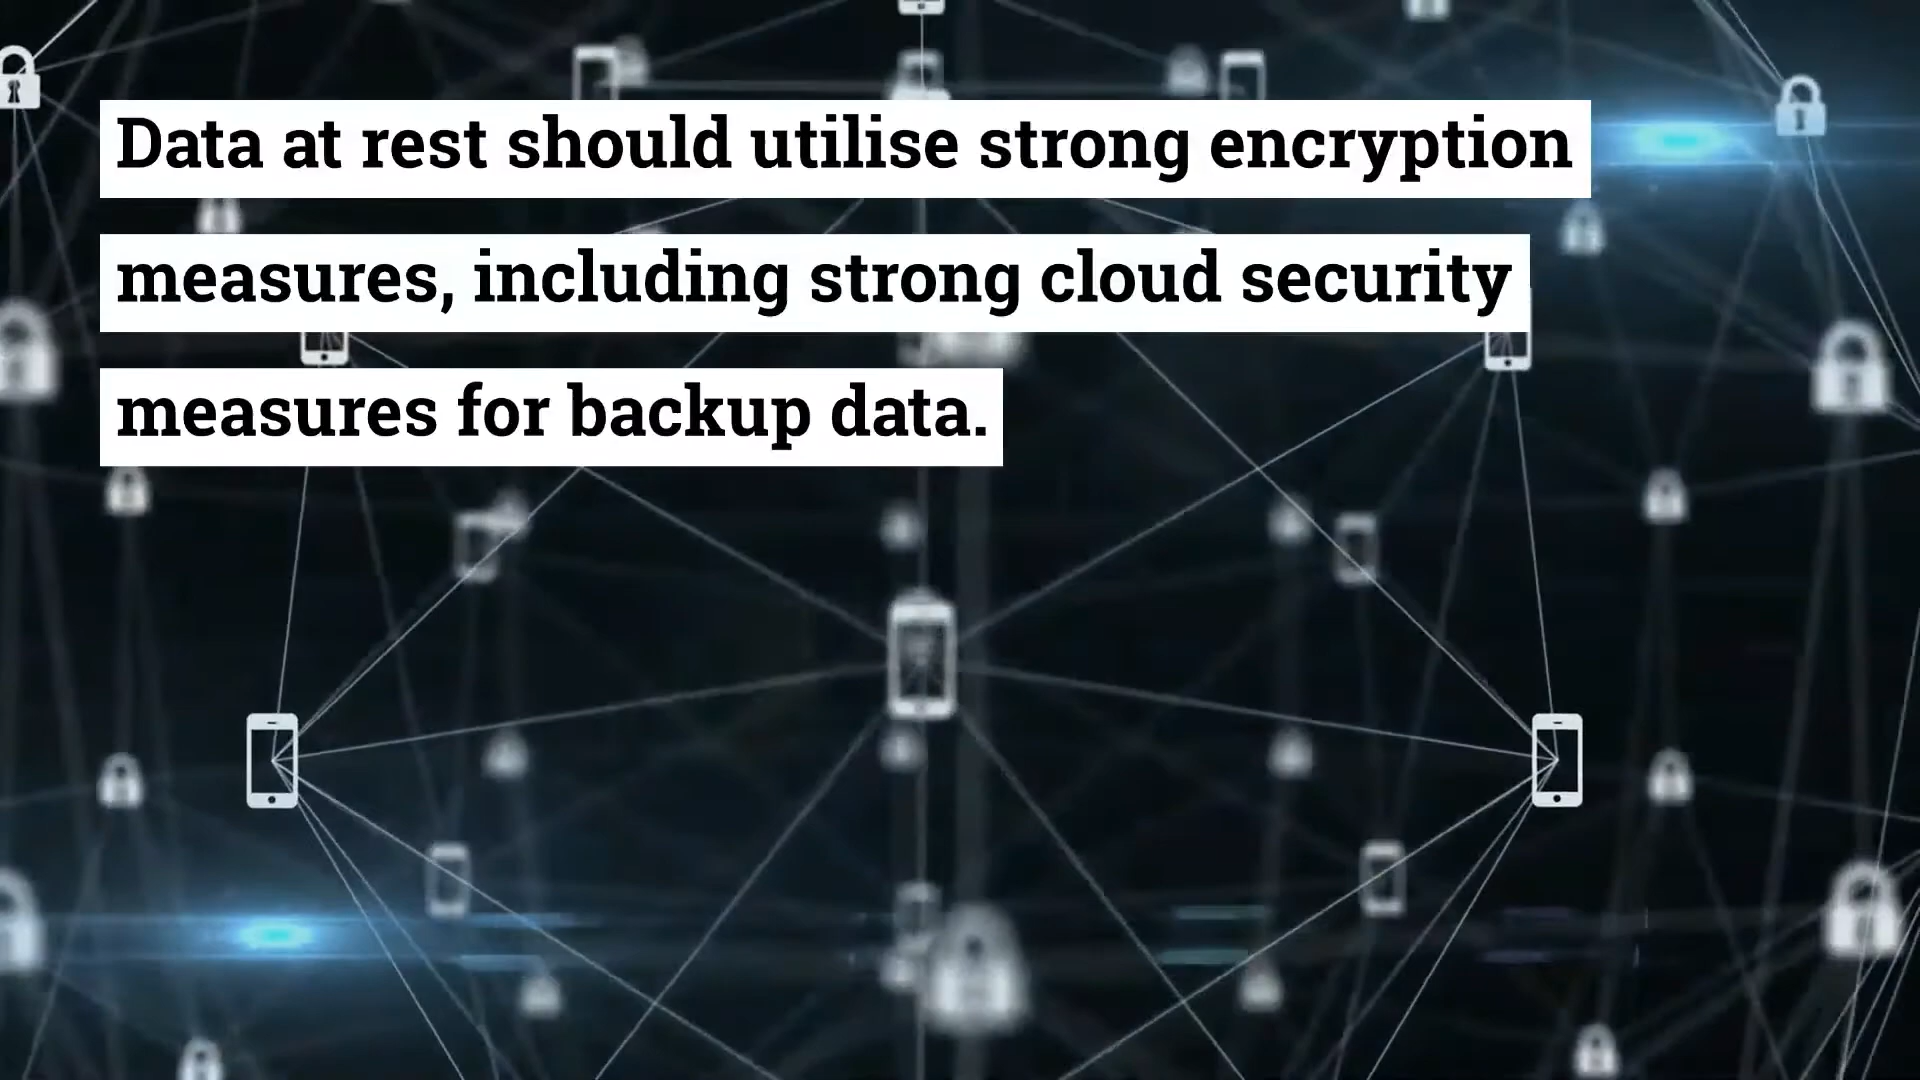 Data at rest should utilise strong encryption
measures, including strong cloud security
measures for backup data.